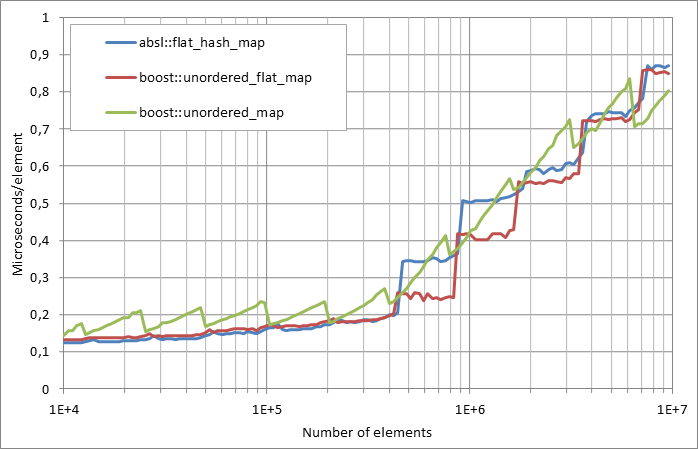 1
0,9
0,8
0,7
0,6
0,5
0,4
0,3
0,2
0,1
0
Microseconds/element
absl::flat_hash_map
boost::unordered_flat_map
boost::unordered_map
1E+4 1E+5 1E+6 1E+7
Number of elements